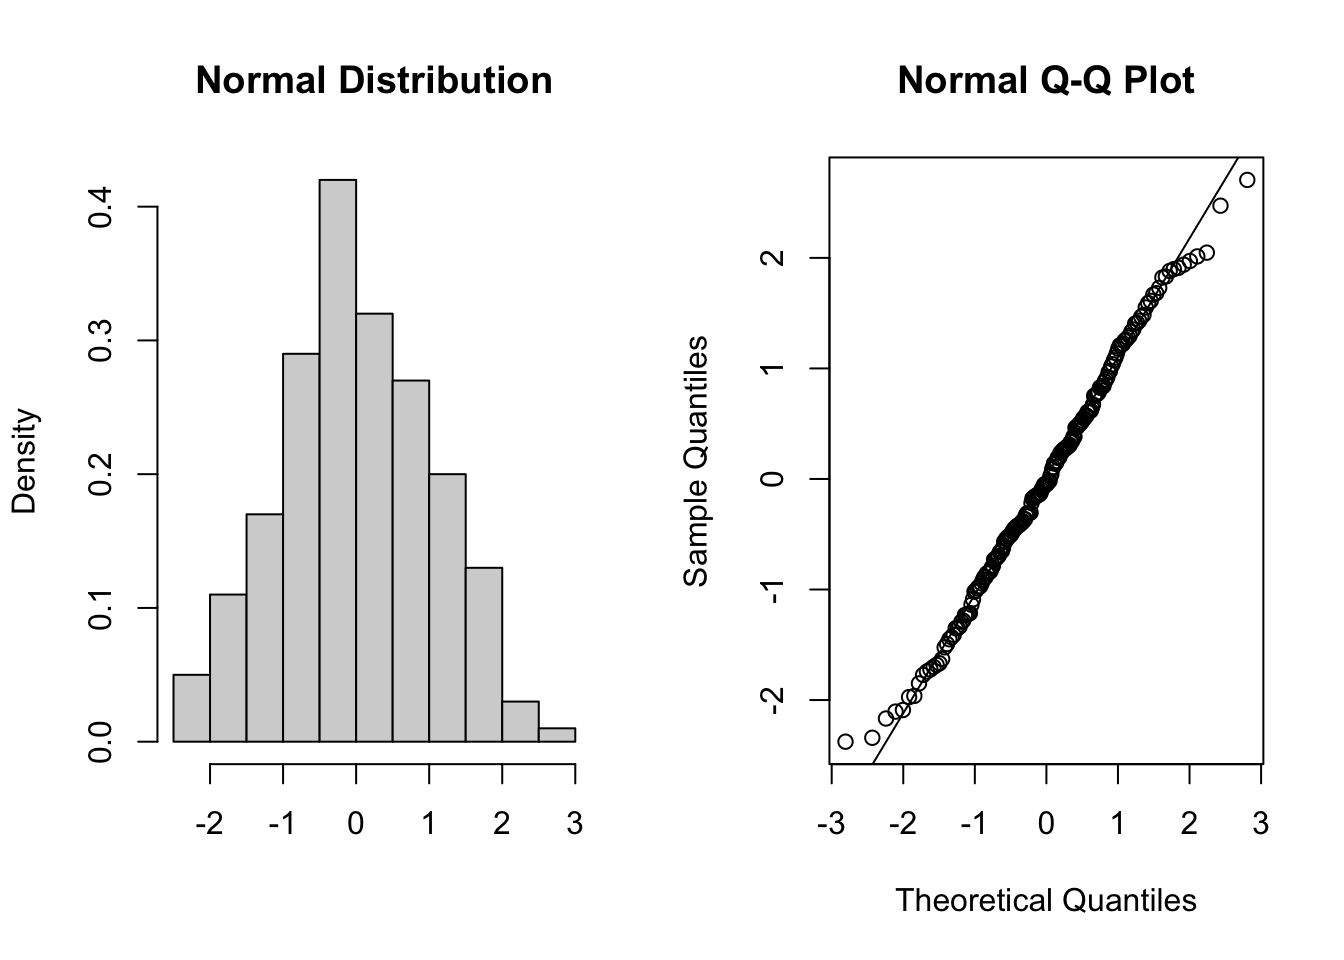 Normal Distribution
Density
0.0 0.1 0.2 0.3 0.4
-2 -1 0 1 2 3
Normal Q-Q Plot
Sample Quantiles
-2 -1 0 1 2
-3 -2 -1 0 1 2 3
Theoretical Quantiles